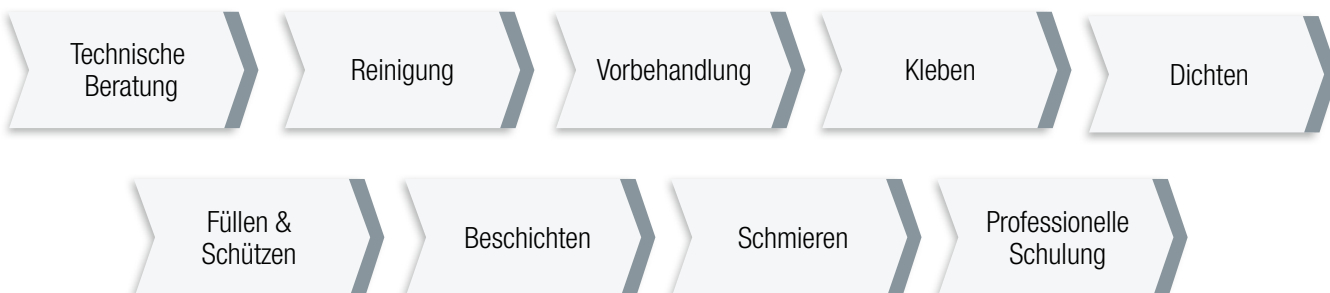 Technische
Beratung
Reinigung
Vorbehandlung
Kleben
Dichten
Füllen &
Schützen
Beschichten
Schmieren
Professionelle
Schulung